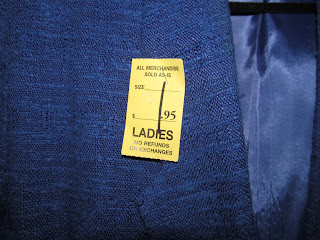 ALL MERCHANDISE
SOLD AS-IS
SIZE
$ .95
LADIES
NO REFUNDS
OR EXCHANGES